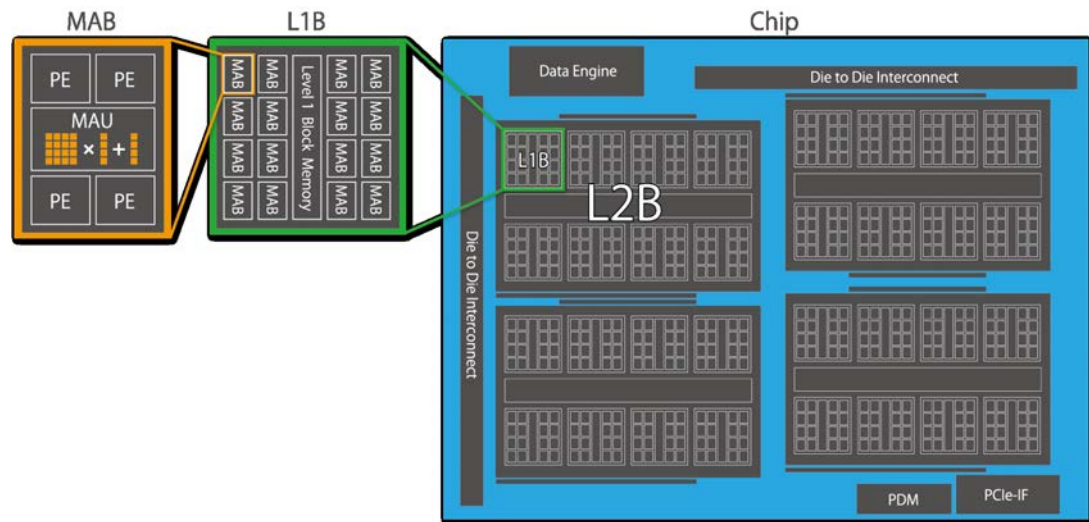 MAB
L1B
Chip
PE PE
MAU
× +
PE PE
MAB MAB MAB MAB
MAB MAB MAB MAB
MAB MAB MAB MAB
MAB MAB MAB MAB
Level 1 Block Memory
Data Engine
Die to Die Interconnect
Die to Die Interconnect
L1B
L2B
PDM
PCIe-IF